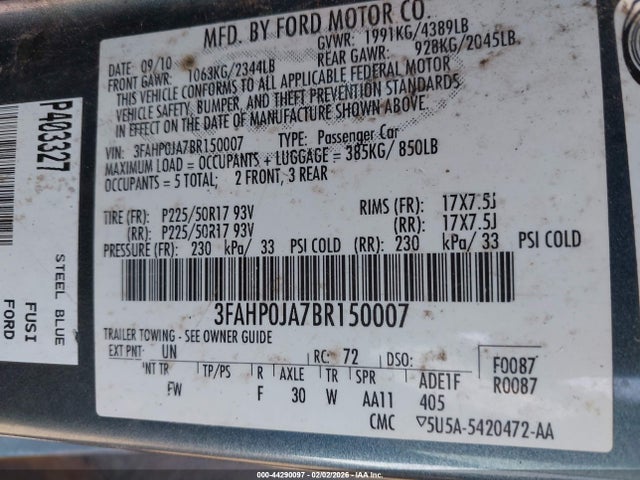 MFD. BY FORD MOTOR CO.
DATE 09/10 GVWR: 1991KG/4389LB
FRONT GAWR: 1063KG/2344LB REAR GAWR: 928KG/2045LB
THIS VEHICLE CONFORMS TO ALL APPLICABLE FEDERAL MOTOR
VEHICLE SAFETY, BUMPER, AND THEFT PREVENTION STANDARDS
IN EFFECT ON THE DATE OF MANUFACTURE SHOWN ABOVE.
VIN: 3FAHP0JA7BR150007 TYPE: Passenger Car
MAXIMUM LOAD = OCCUPANTS + LUGGAGE = 385KG/ 850LB
OCCUPANTS = 5 TOTAL; 2 FRONT, 3 REAR
TIRE (FR): P225/50R17 93V RIMS (FR): 17X7.5J
(RR): P225/50R17 93V (RR): 17X7.5J
PRESSURE (FR): 230 kPa/ 33 PSI COLD (RR): 230 kPa/ 33 PSI COLD
3FAHP0JA7BR150007
TRAILER TOWING - SEE OWNER GUIDE
EXT PNT: UN RC: 72 DSO: F0087
R0087
INT TR TP/PS R AXLE TR SPR ADE1F
FW F 30 W AA11 405
CMC ▽5U5A-5420472-AA
P403327
STEEL BLUE
FUSI
FORD
000-44290097 - 02/02/2026 - IAAI.COM